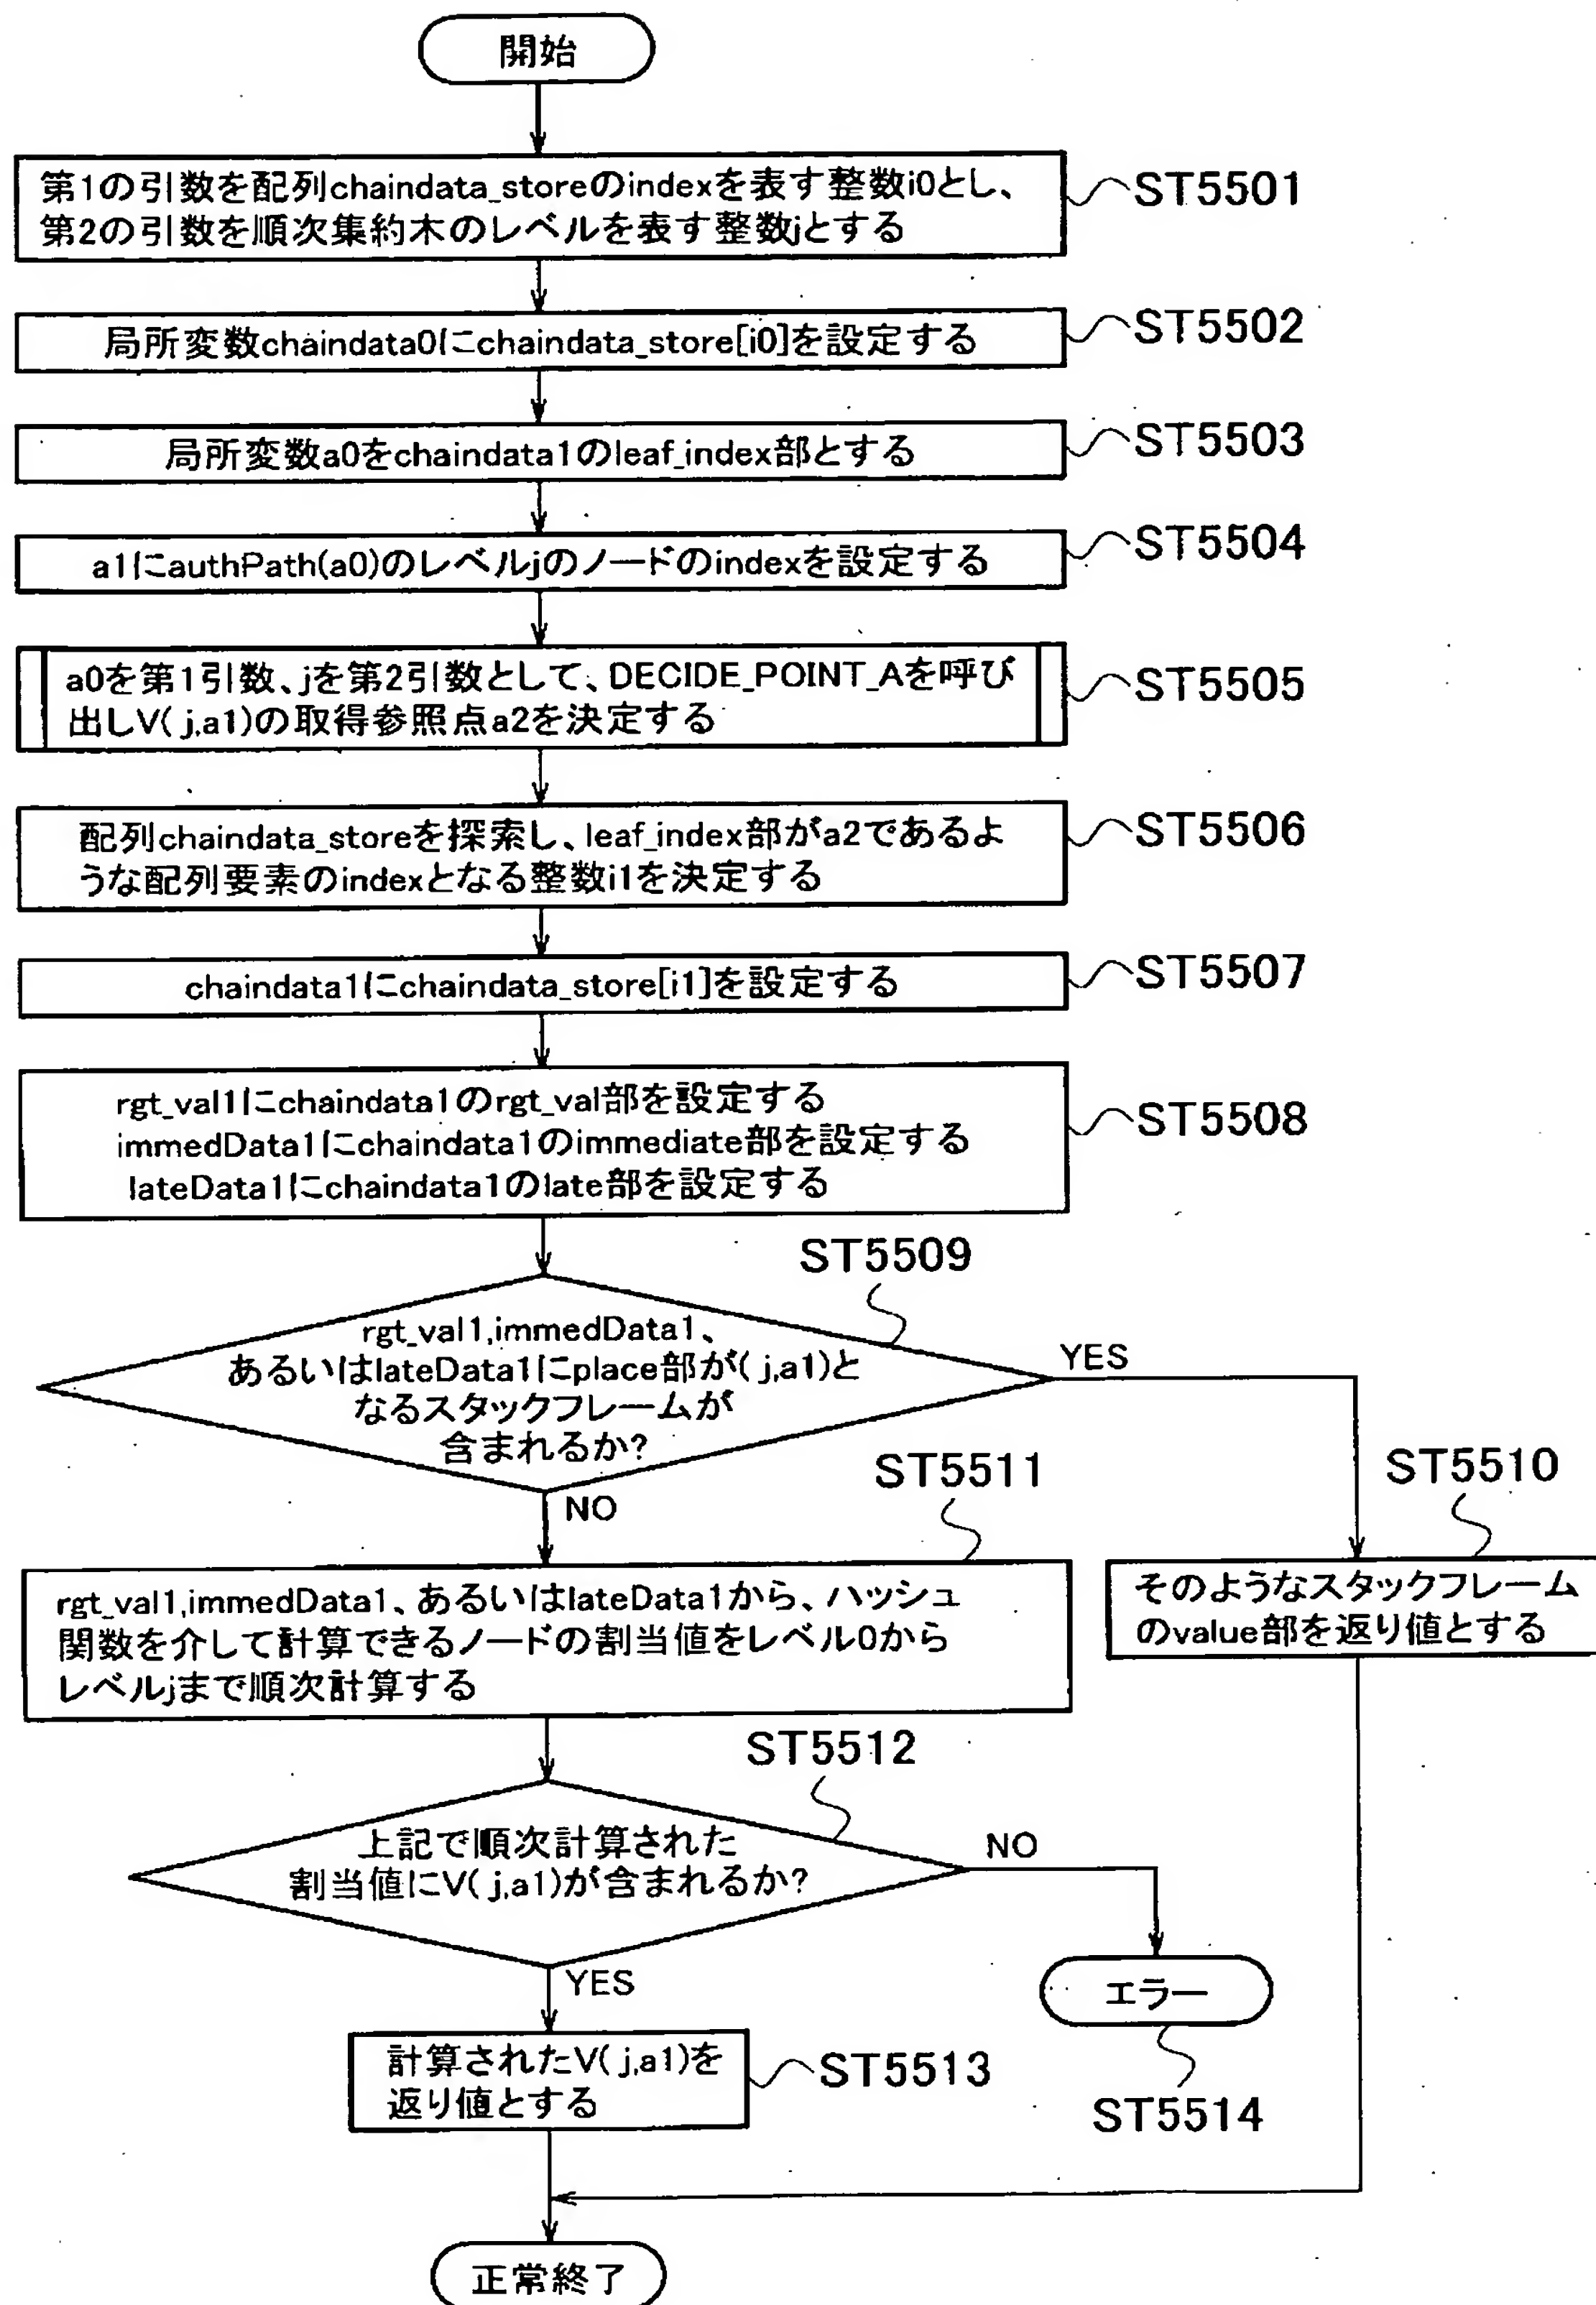 開始
第1の引数を配列chaindata_storeのindexを表す整数i0とし、
第2の引数を順次集約木のレベルを表す整数jとする
ST5501
局所変数chaindata0にchaindata_store[i0]を設定する
ST5502
局所変数a0をchaindata1のleaf_index部とする
ST5503
a1にauthPath(a0)のレベルjのノードのindexを設定する
ST5504
a0を第1引数、jを第2引数として、DECIDE_POINT_Aを呼び
出しV( j,a1)の取得参照点a2を決定する
ST5505
配列chaindata_storeを探索し、leaf_index部がa2であるよ
うな配列要素のindexとなる整数i1を決定する
ST5506
chaindata1にchaindata_store[i1]を設定する
ST5507
rgt_val1にchaindata1のrgt_val部を設定する
immedData1にchaindata1のimmediate部を設定する
lateData1にchaindata1のlate部を設定する
ST5508
ST5509
rgt_val1,immedData1、
あるいはlateData1にplace部が( j,a1)と
なるスタックフレームが
含まれるか?
YES
NO
ST5511
ST5510
rgt_val1,immedData1、あるいはlateData1から、ハッシュ
関数を介して計算できるノードの割当値をレベル0から
レベルjまで順次計算する
そのようなスタックフレーム
のvalue部を返り値とする
ST5512
上記で順次計算された
割当値にV( j,a1)が含まれるか?
NO
YES
エラー
ST5514
計算されたV( j,a1)を
返り値とする
ST5513
正常終了